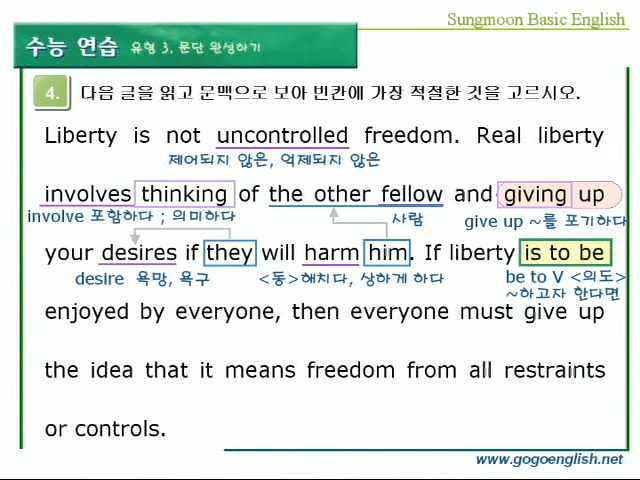 Sungmoon Basic English
수능 연습 유형 3. 문단 완성하기
4. 다음 글을 읽고 문맥으로 보아 빈칸에 가장 적절한 것을 고르시오.
Liberty is not uncontrolled freedom. Real liberty
제어되지 않은, 억제되지 않은
involves thinking of the other fellow and giving up
involve 포함하다 ; 의미하다 사람 give up ~를 포기하다
your desires if they will harm him. If liberty is to be
desire 욕망, 욕구 <동>해치다, 상하게 하다 be to V <의도>
~하고자 한다면
enjoyed by everyone, then everyone must give up
the idea that it means freedom from all restraints
or controls.
www.gogoenglish.net